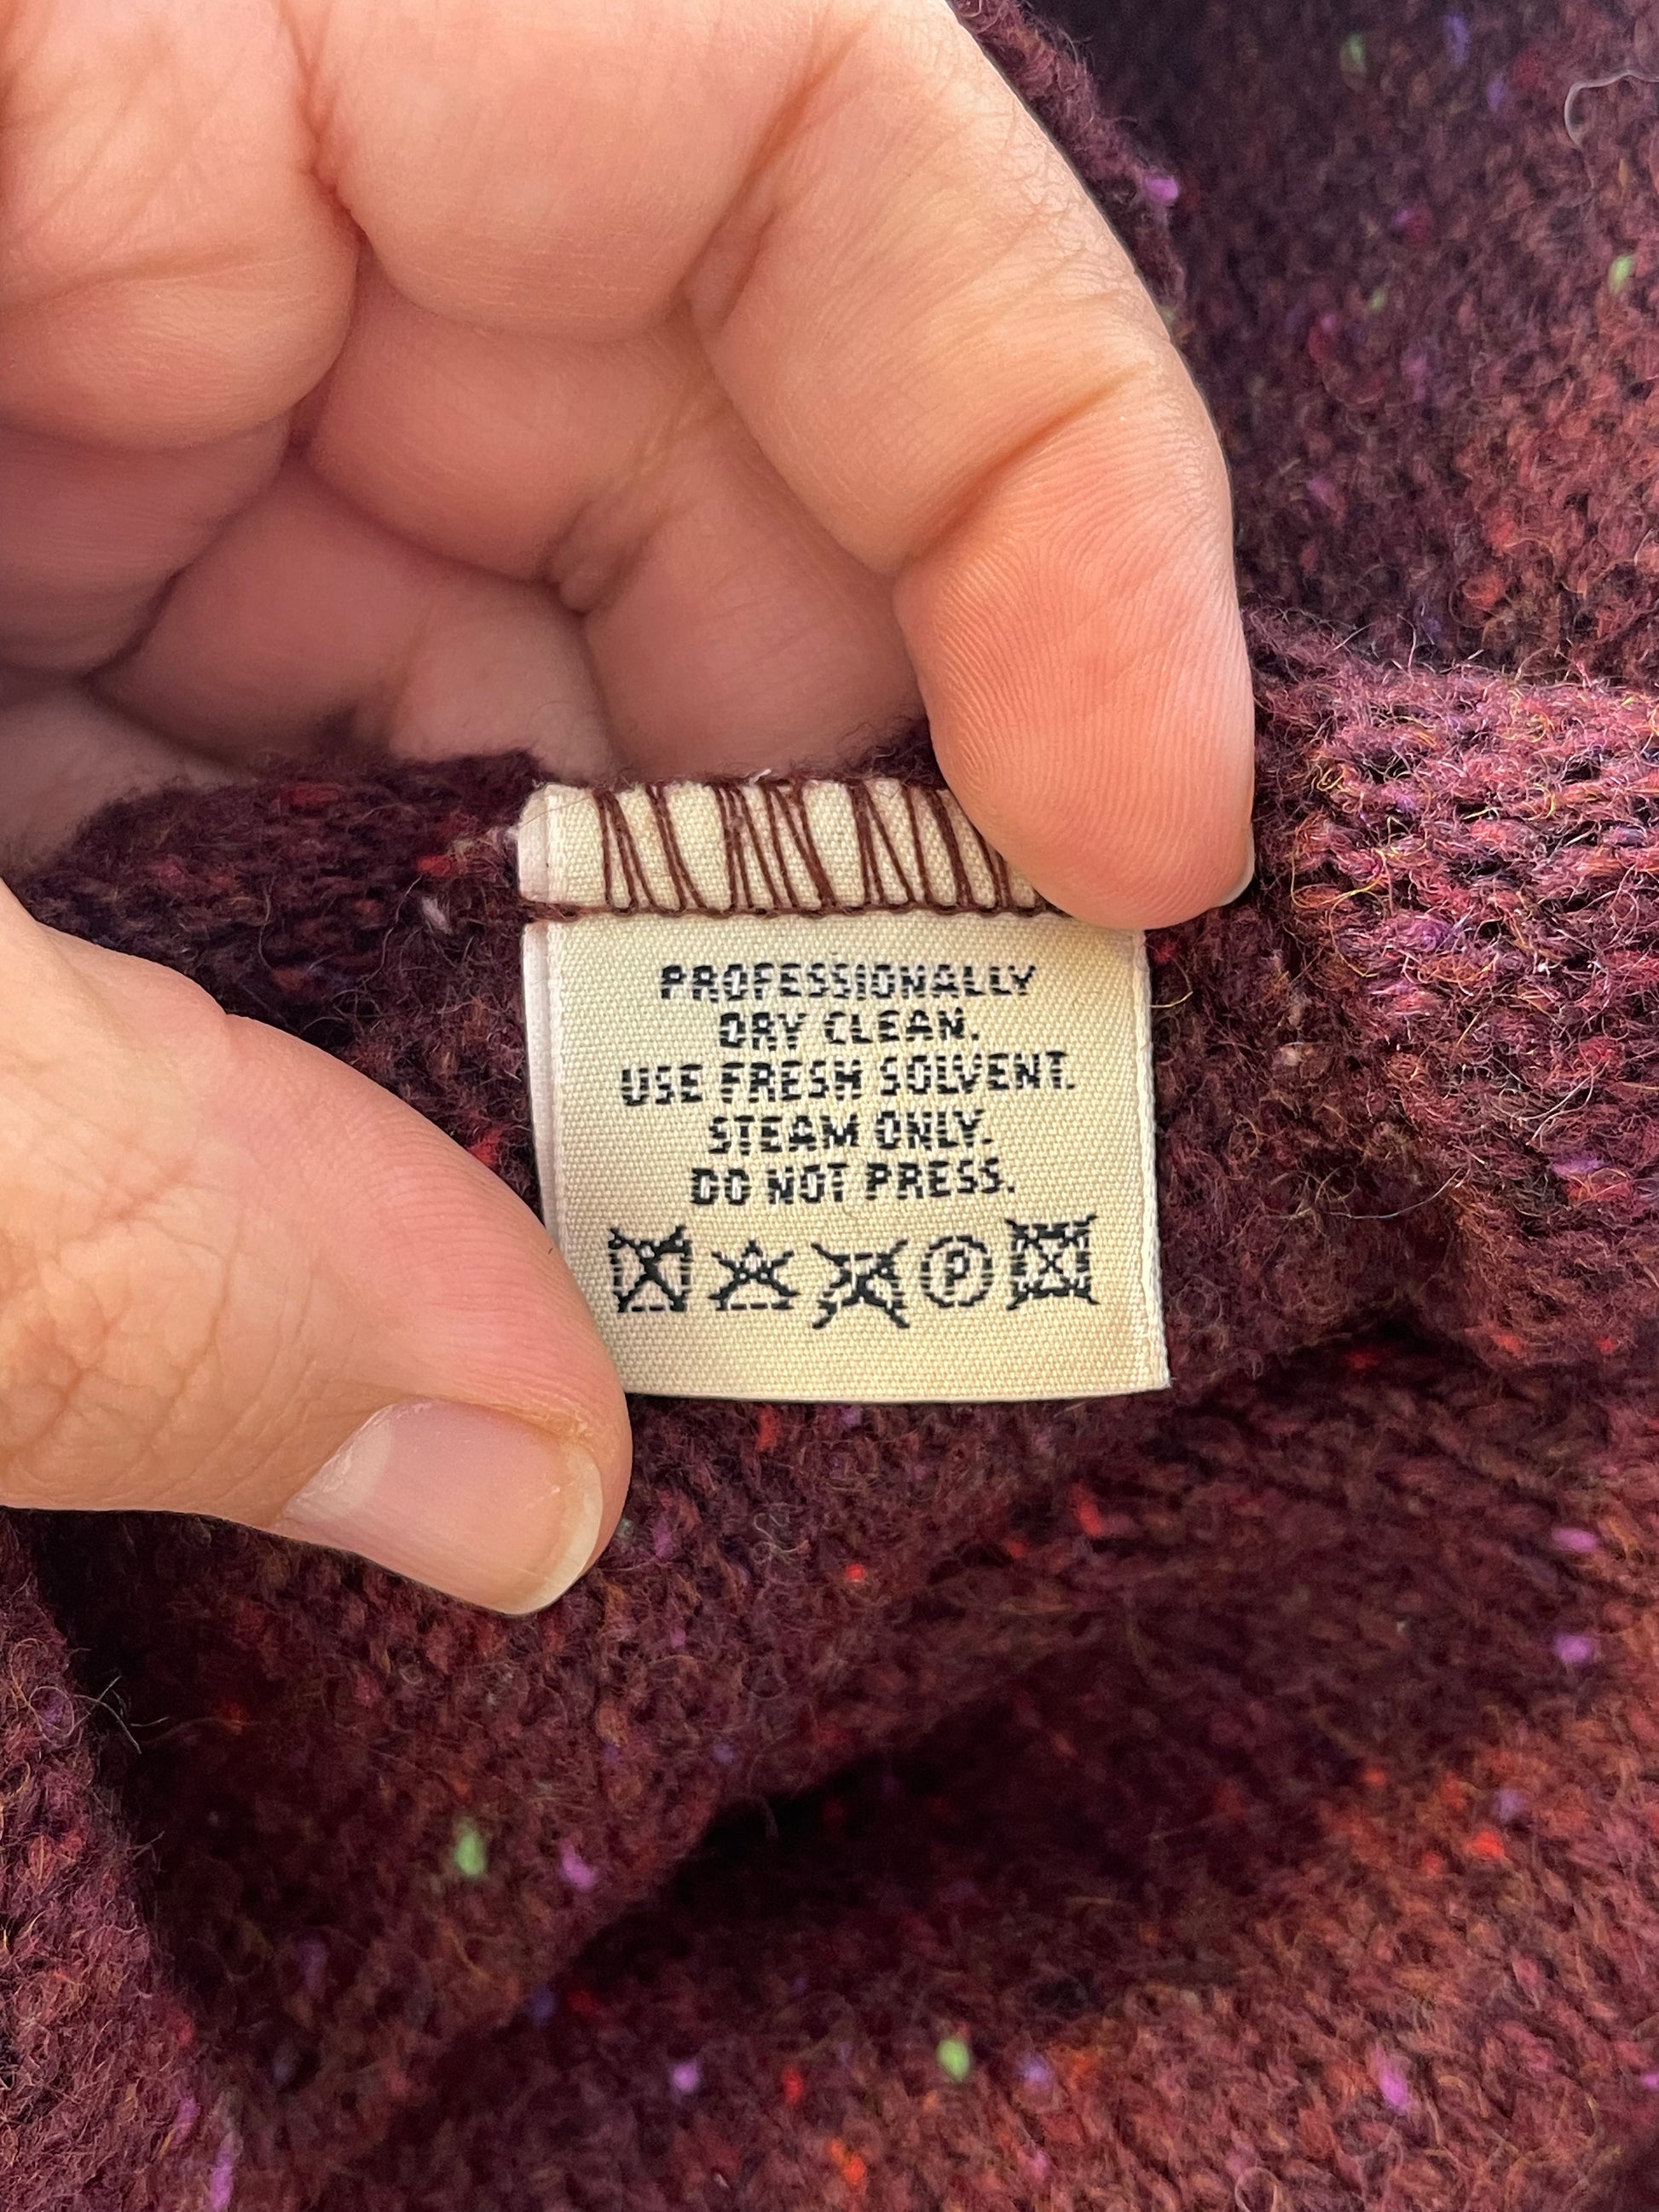 PROFESSIONALLY
DRY CLEAN.
USE FRESH SOLVENT.
STEAM ONLY.
DO NOT PRESS.
P